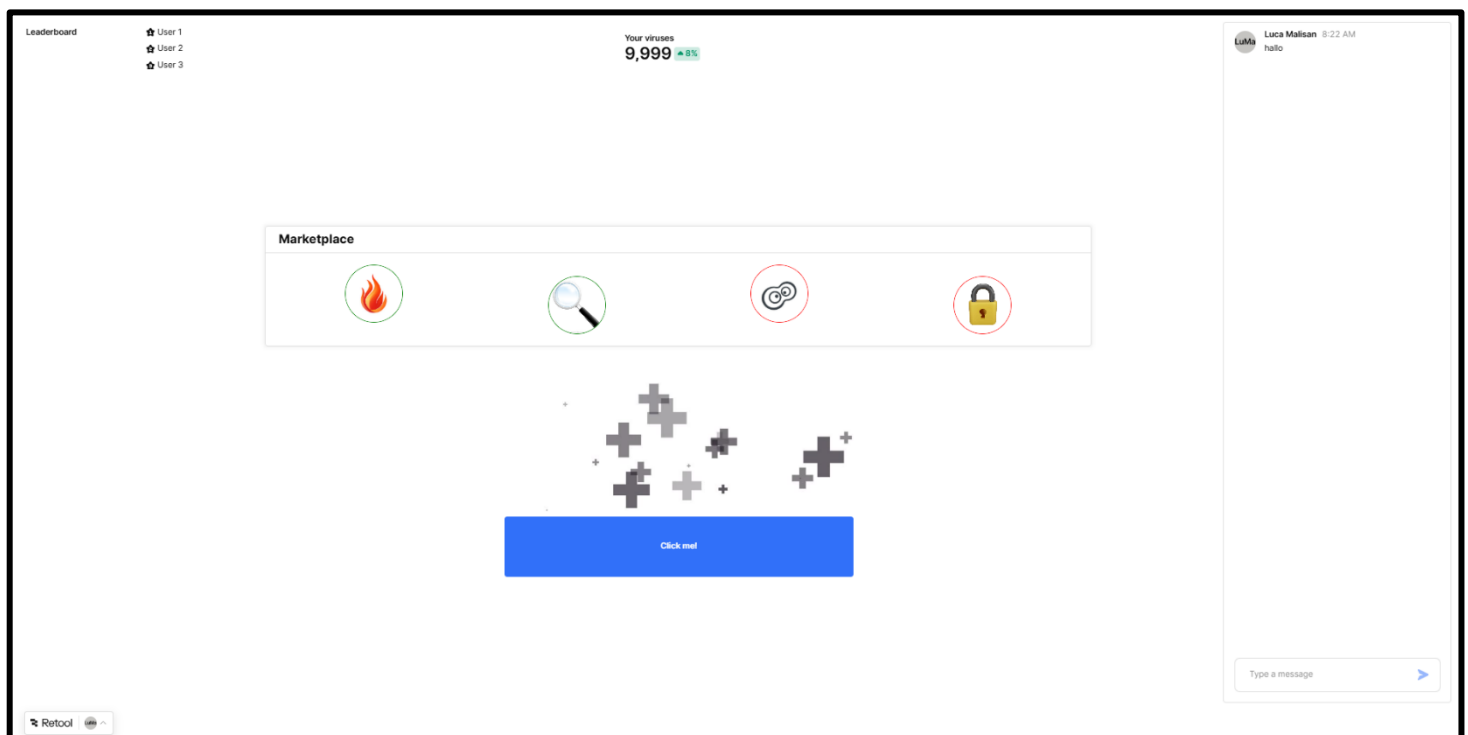 Leaderboard
User 1
User 2
User 3
Your viruses
9,999 8%
Marketplace
Click me!
LuMa
Luca Malisan 8:22 AM
hallo
Type a message
Retool